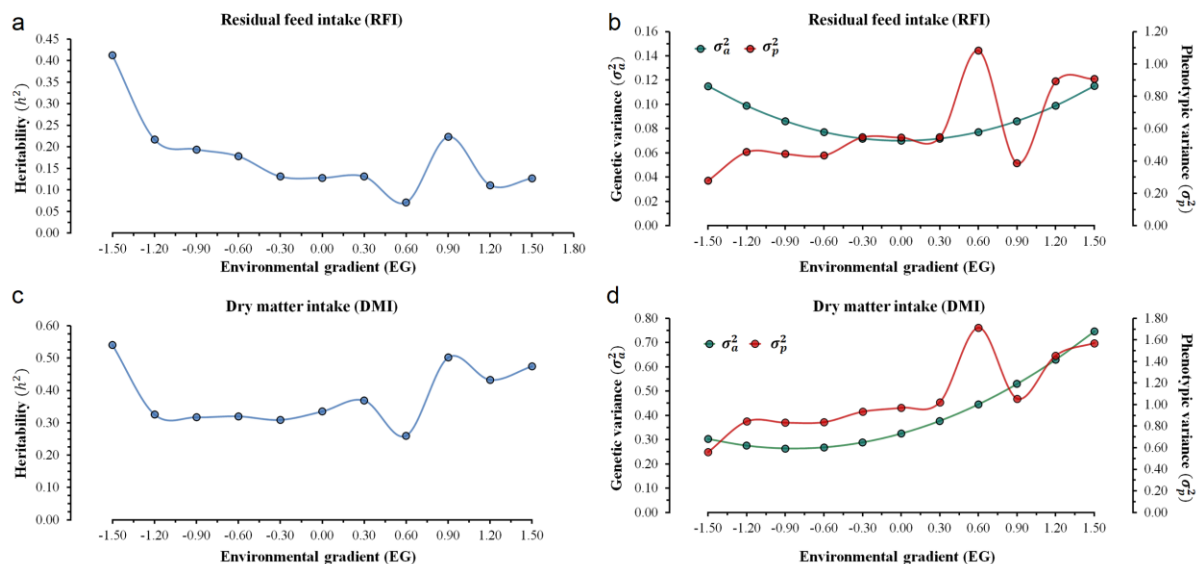 a
Residual feed intake (RFI)
Heritability (h²)
0.45
0.40
0.35
0.30
0.25
0.20
0.15
0.10
0.05
0.00
-1.50 -1.20 -0.90 -0.60 -0.30 0.00 0.30 0.60 0.90 1.20 1.50 1.80
Environmental gradient (EG)
b
Residual feed intake (RFI)
σ²ₐ σ²ₚ
Genetic variance (σ²ₐ)
0.16
0.14
0.12
0.10
0.08
0.06
0.04
0.02
0.00
1.20
1.00
0.80
0.60
0.40
0.20
0.00
Phenotypic variance (σ²ₚ)
-1.50 -1.20 -0.90 -0.60 -0.30 0.00 0.30 0.60 0.90 1.20 1.50
Environmental gradient (EG)
c
Dry matter intake (DMI)
Heritability (h²)
0.60
0.50
0.40
0.30
0.20
0.10
0.00
-1.50 -1.20 -0.90 -0.60 -0.30 0.00 0.30 0.60 0.90 1.20 1.50
Environmental gradient (EG)
d
Dry matter intake (DMI)
σ²ₐ σ²ₚ
Genetic variance (σ²ₐ)
0.80
0.70
0.60
0.50
0.40
0.30
0.20
0.10
0.00
1.80
1.60
1.40
1.20
1.00
0.80
0.60
0.40
0.20
0.00
Phenotypic variance (σ²ₚ)
-1.50 -1.20 -0.90 -0.60 -0.30 0.00 0.30 0.60 0.90 1.20 1.50
Environmental gradient (EG)